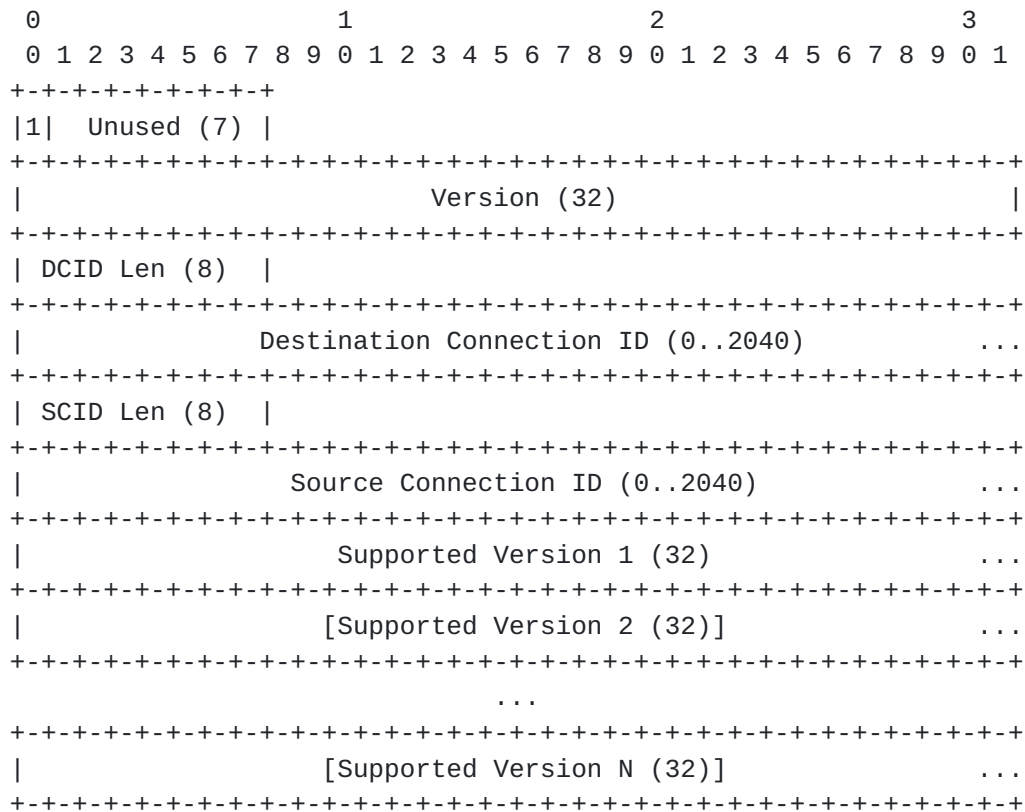 0                   1                   2                   3
 0 1 2 3 4 5 6 7 8 9 0 1 2 3 4 5 6 7 8 9 0 1 2 3 4 5 6 7 8 9 0 1
+-+-+-+-+-+-+-+-+
|1|  Unused (7) |
+-+-+-+-+-+-+-+-+-+-+-+-+-+-+-+-+-+-+-+-+-+-+-+-+-+-+-+-+-+-+-+-+
|                          Version (32)                         |
+-+-+-+-+-+-+-+-+-+-+-+-+-+-+-+-+-+-+-+-+-+-+-+-+-+-+-+-+-+-+-+-+
| DCID Len (8)  |
+-+-+-+-+-+-+-+-+-+-+-+-+-+-+-+-+-+-+-+-+-+-+-+-+-+-+-+-+-+-+-+-+
|               Destination Connection ID (0..2040)           ...
+-+-+-+-+-+-+-+-+-+-+-+-+-+-+-+-+-+-+-+-+-+-+-+-+-+-+-+-+-+-+-+-+
| SCID Len (8)  |
+-+-+-+-+-+-+-+-+-+-+-+-+-+-+-+-+-+-+-+-+-+-+-+-+-+-+-+-+-+-+-+-+
|                 Source Connection ID (0..2040)              ...
+-+-+-+-+-+-+-+-+-+-+-+-+-+-+-+-+-+-+-+-+-+-+-+-+-+-+-+-+-+-+-+-+
|                    Supported Version 1 (32)                 ...
+-+-+-+-+-+-+-+-+-+-+-+-+-+-+-+-+-+-+-+-+-+-+-+-+-+-+-+-+-+-+-+-+
|                   [Supported Version 2 (32)]                ...
+-+-+-+-+-+-+-+-+-+-+-+-+-+-+-+-+-+-+-+-+-+-+-+-+-+-+-+-+-+-+-+-+
                               ...
+-+-+-+-+-+-+-+-+-+-+-+-+-+-+-+-+-+-+-+-+-+-+-+-+-+-+-+-+-+-+-+-+
|                   [Supported Version N (32)]                ...
+-+-+-+-+-+-+-+-+-+-+-+-+-+-+-+-+-+-+-+-+-+-+-+-+-+-+-+-+-+-+-+-+